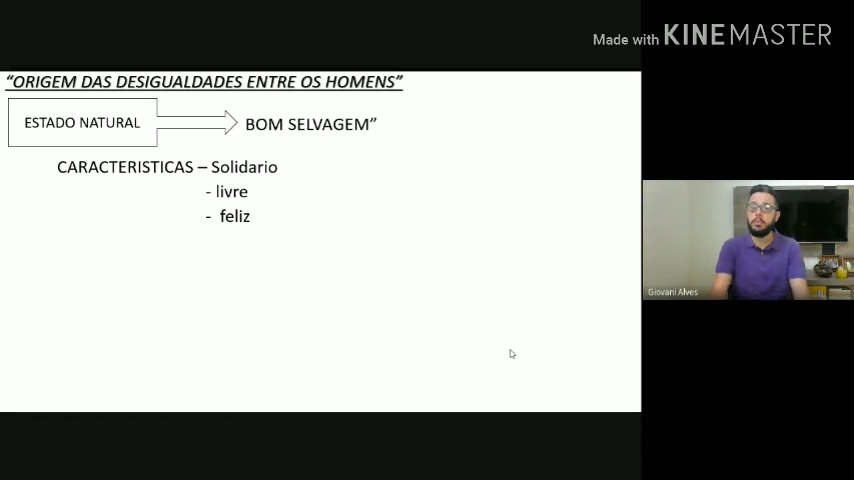 Made with KINEMASTER
“ORIGEM DAS DESIGUALDADES ENTRE OS HOMENS”
ESTADO NATURAL
BOM SELVAGEM”
CARACTERISTICAS – Solidario
- livre
- feliz
Giovani Alves